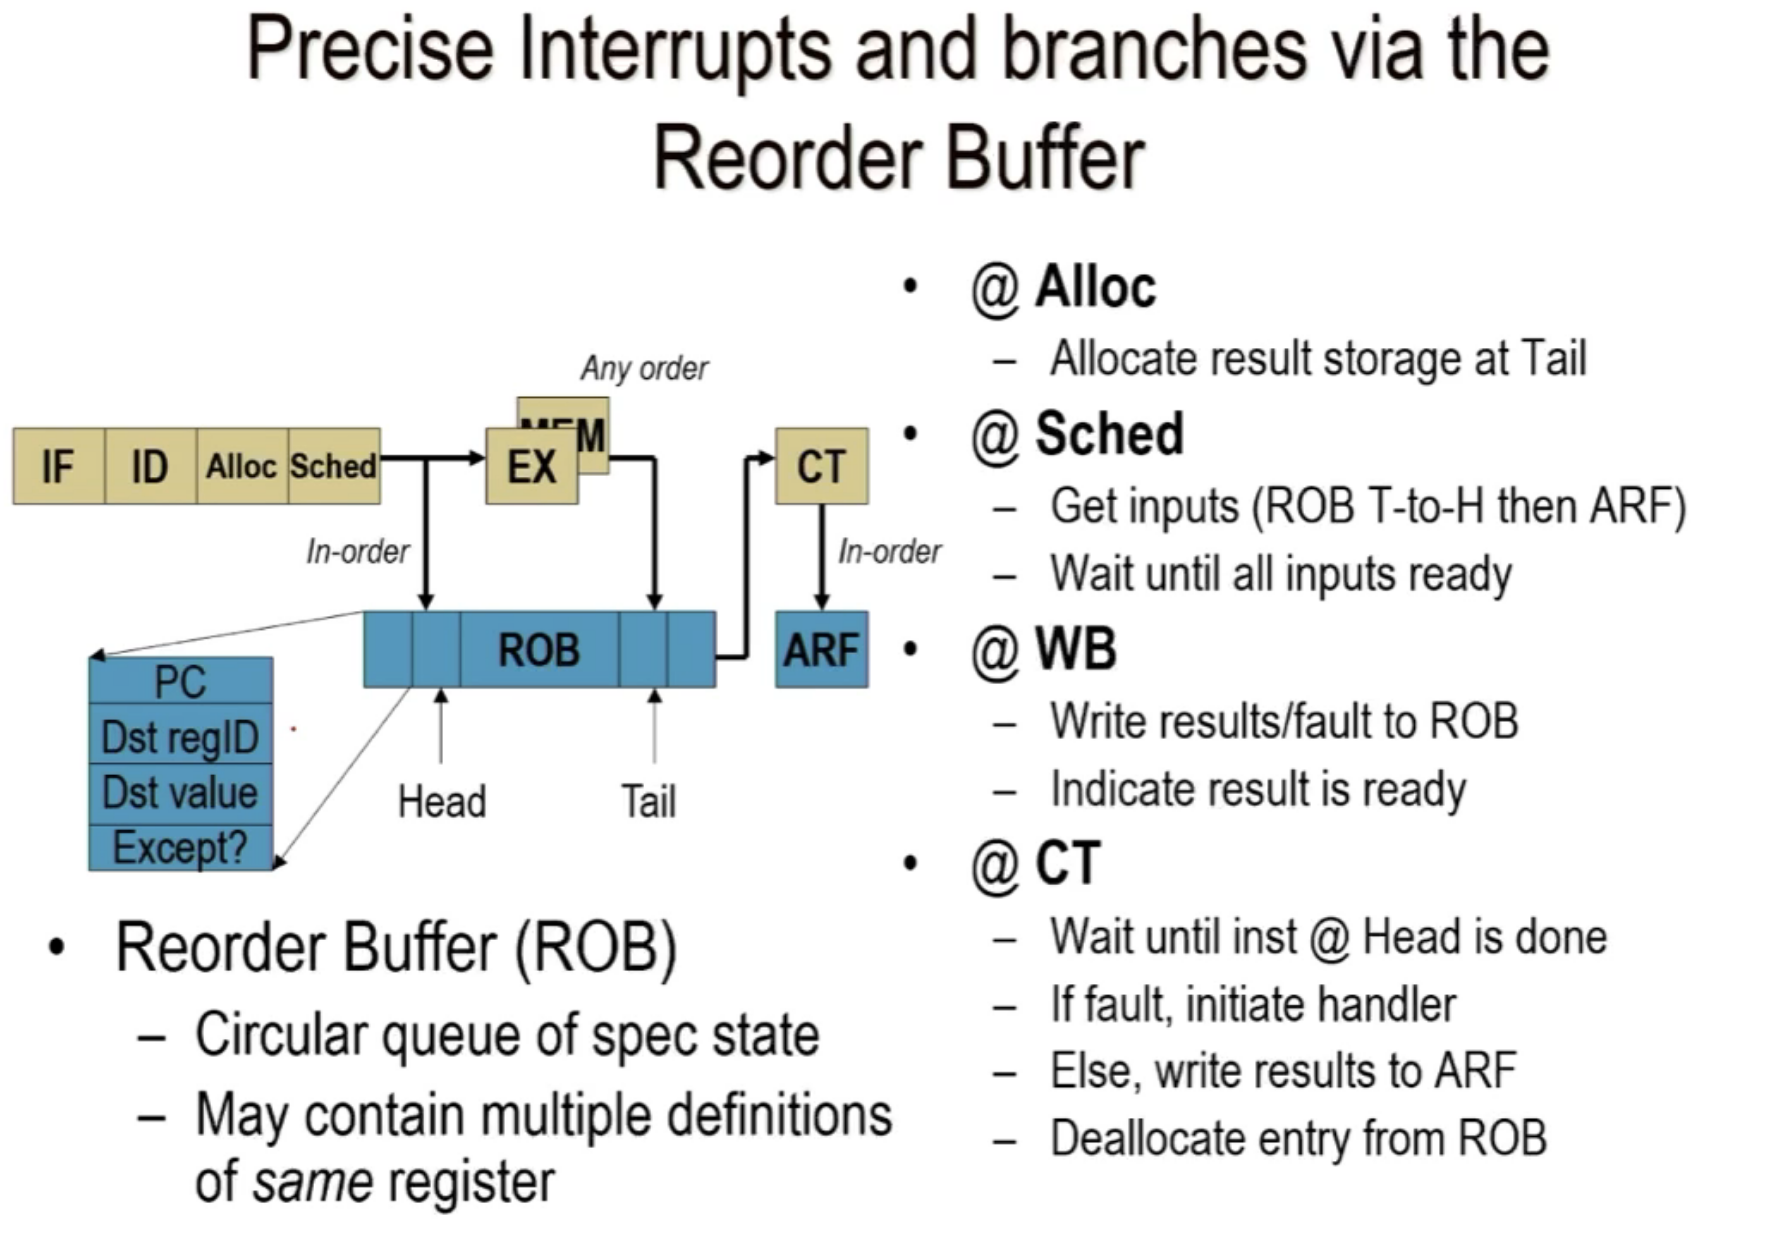 Precise Interrupts and branches via the
Reorder Buffer
Any order
IF ID Alloc Sched
MEM
EX
CT
In-order
In-order
ROB
ARF
PC
Dst regID
Dst value
Except?
Head
Tail
• Reorder Buffer (ROB)
– Circular queue of spec state
– May contain multiple definitions
of same register
• @ Alloc
– Allocate result storage at Tail
• @ Sched
– Get inputs (ROB T-to-H then ARF)
– Wait until all inputs ready
• @ WB
– Write results/fault to ROB
– Indicate result is ready
• @ CT
– Wait until inst @ Head is done
– If fault, initiate handler
– Else, write results to ARF
– Deallocate entry from ROB